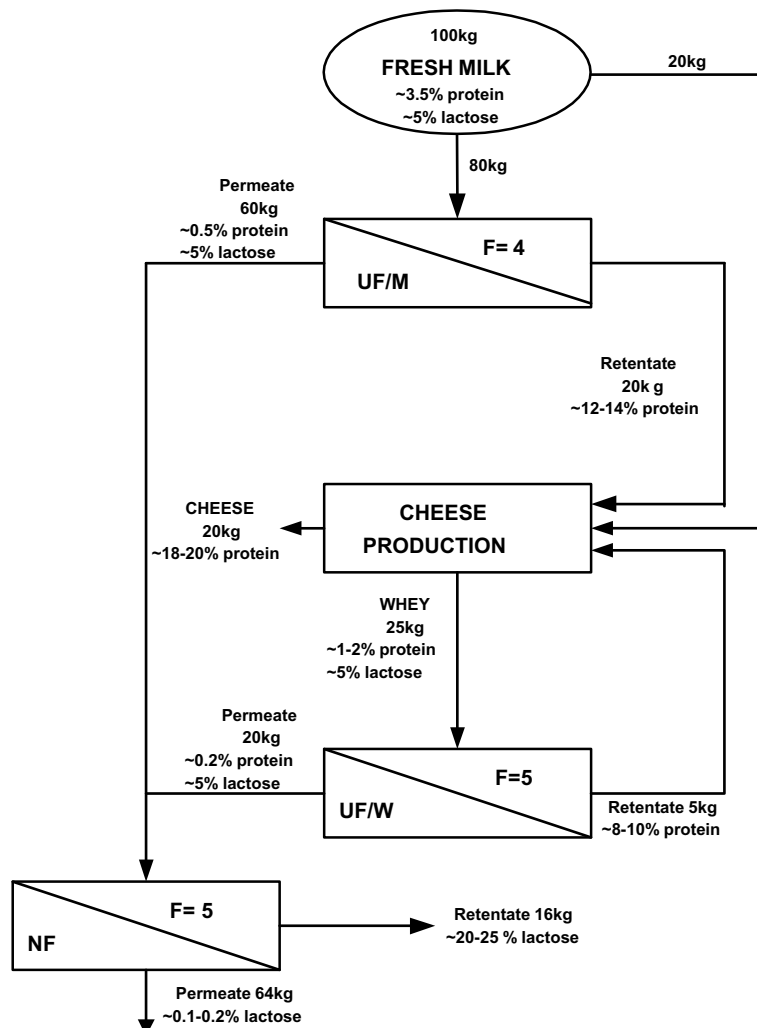 100kg
FRESH MILK
~3.5% protein
~5% lactose
20kg
80kg
Permeate
60kg
~0.5% protein
~5% lactose
F= 4
UF/M
Retentate
20k g
~12-14% protein
CHEESE
20kg
~18-20% protein
CHEESE
PRODUCTION
WHEY
25kg
~1-2% protein
~5% lactose
Permeate
20kg
~0.2% protein
~5% lactose
F=5
UF/W
Retentate 5kg
~8-10% protein
F= 5
NF
Retentate 16kg
~20-25 % lactose
Permeate 64kg
~0.1-0.2% lactose